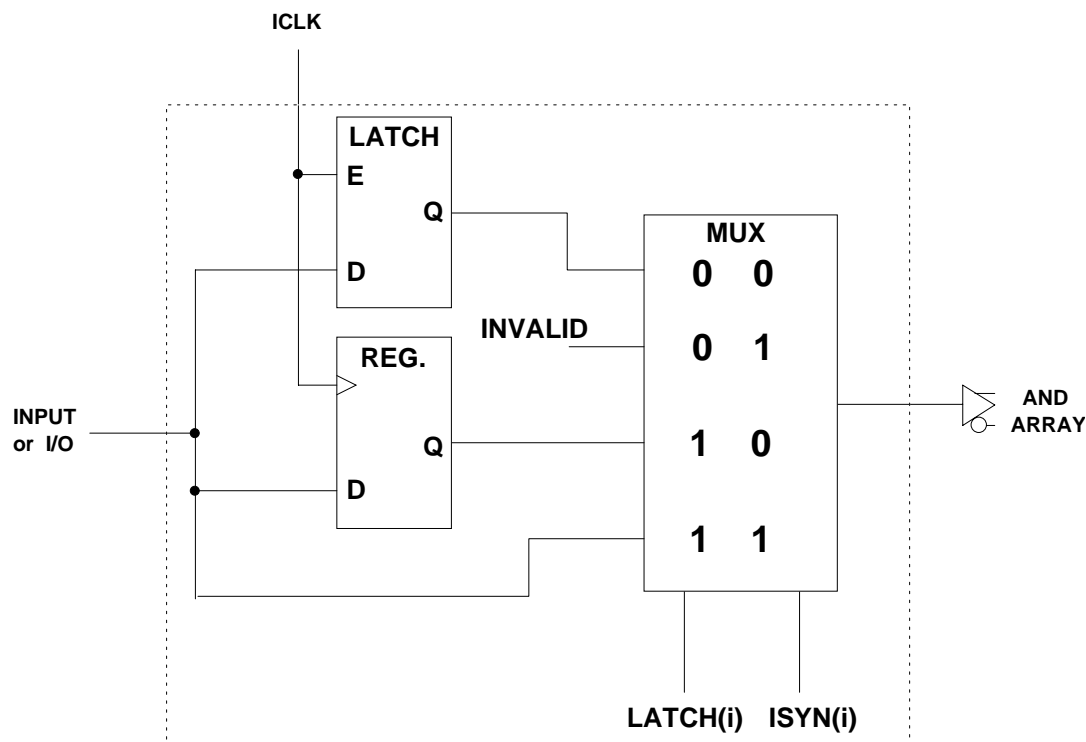 ICLK
LATCH
E
Q
D
MUX
0 0
INVALID
0 1
REG.
INPUT
or I/O
Q
1 0
D
1 1
AND
ARRAY
LATCH(i) ISYN(i)